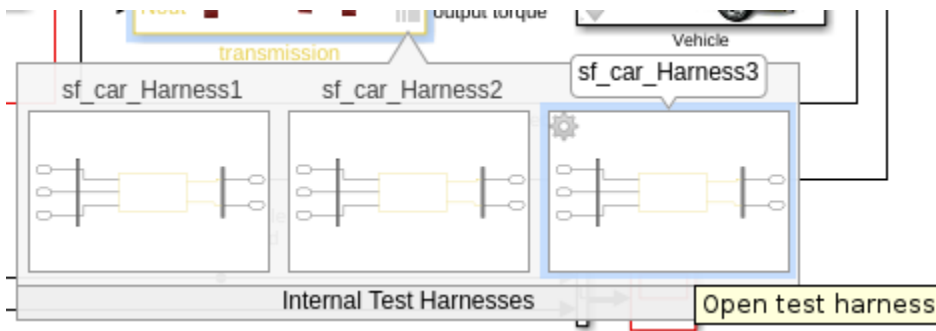 output torque
Vehicle
transmission
sf_car_Harness1
sf_car_Harness2
sf_car_Harness3
Internal Test Harnesses
Open test harness